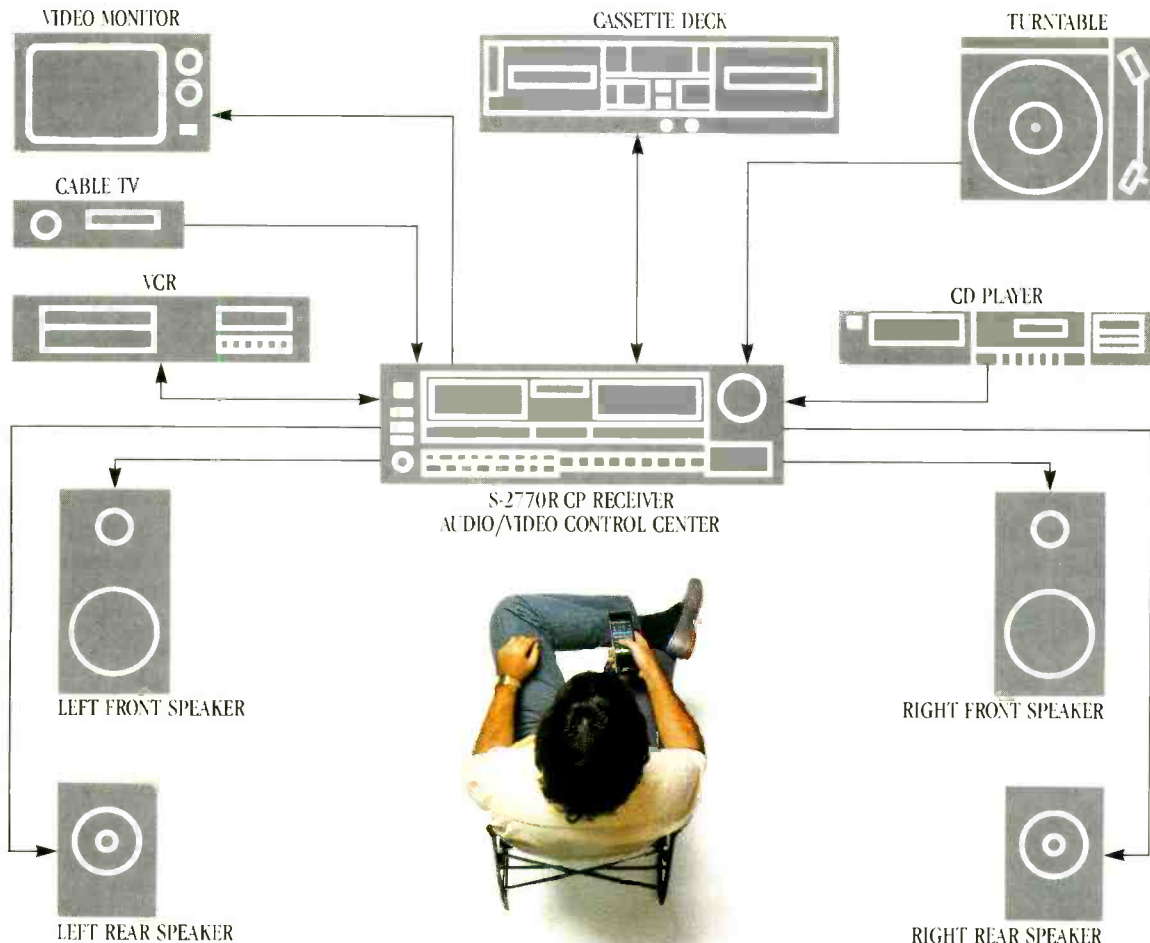 VIDEO MONITOR
CASSETTE DECK
TURNTABLE
CABLE TV
VCR
CD PLAYER
S-2770R CP RECEIVER
AUDIO/VIDEO CONTROL CENTER
LEFT FRONT SPEAKER
RIGHT FRONT SPEAKER
LEFT REAR SPEAKER
RIGHT REAR SPEAKER